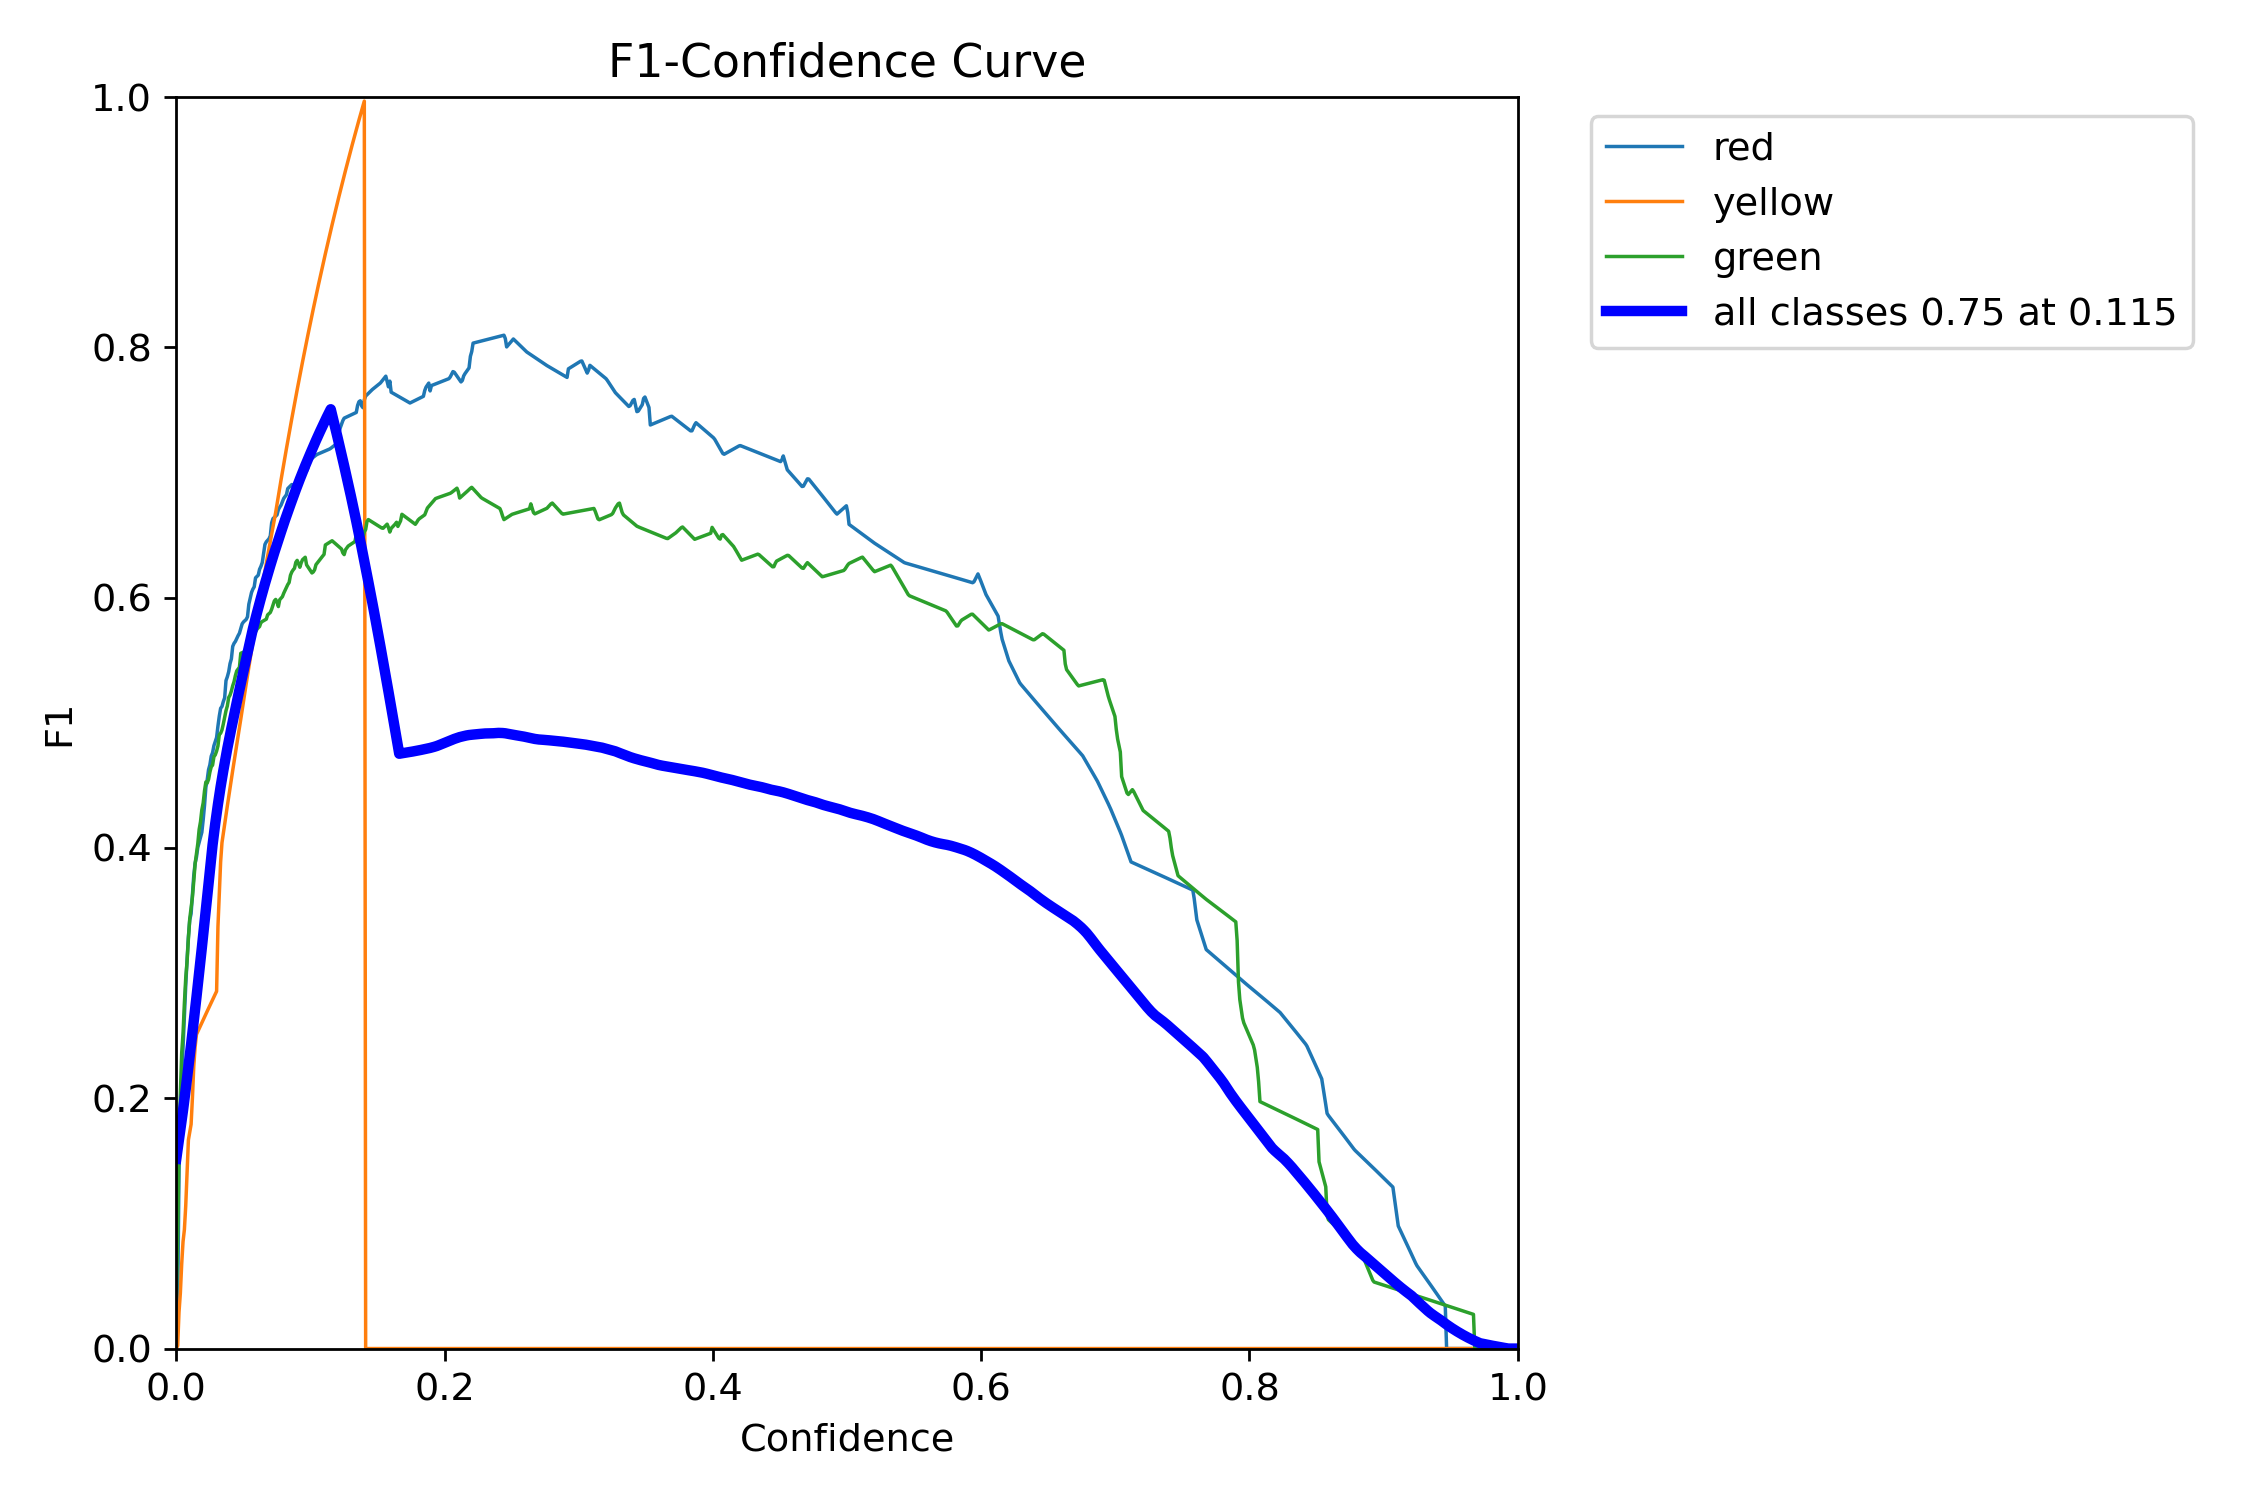 F1-Confidence Curve
1.0
0.8
0.6
0.4
0.2
0.0
F1
0.0 0.2 0.4 0.6 0.8 1.0
Confidence
red
yellow
green
all classes 0.75 at 0.115